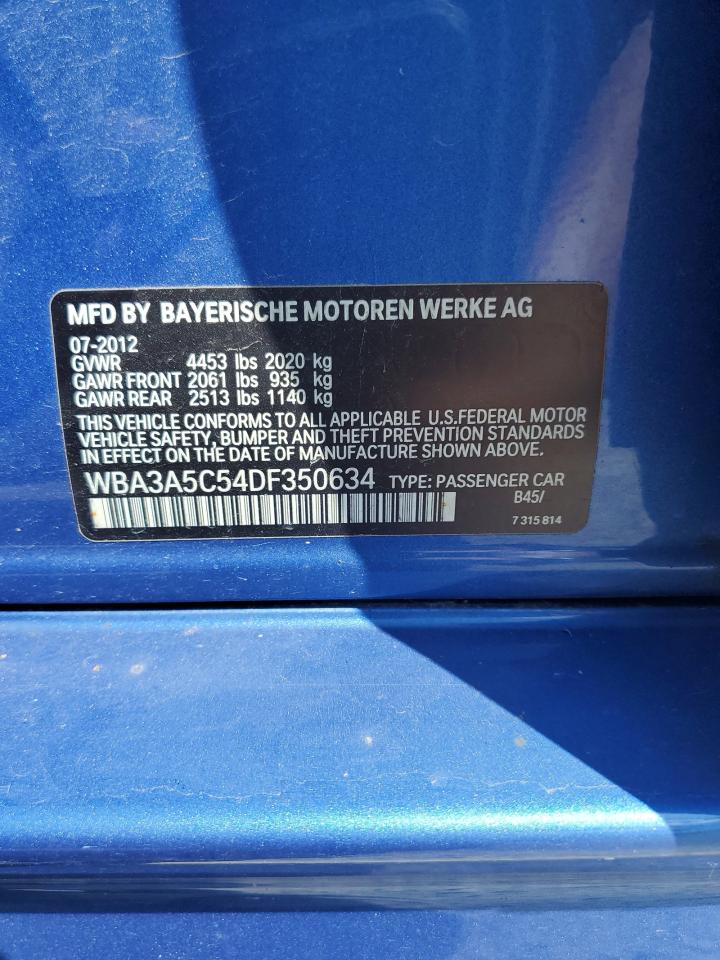 MFD BY BAYERISCHE MOTOREN WERKE AG
07-2012
GVWR 4453 lbs 2020 kg
GAWR FRONT 2061 lbs 935 kg
GAWR REAR 2513 lbs 1140 kg
THIS VEHICLE CONFORMS TO ALL APPLICABLE U.S.FEDERAL MOTOR
VEHICLE SAFETY, BUMPER AND THEFT PREVENTION STANDARDS
IN EFFECT ON THE DATE OF MANUFACTURE SHOWN ABOVE.
WBA3A5C54DF350634 TYPE: PASSENGER CAR
B45/
7 315 814